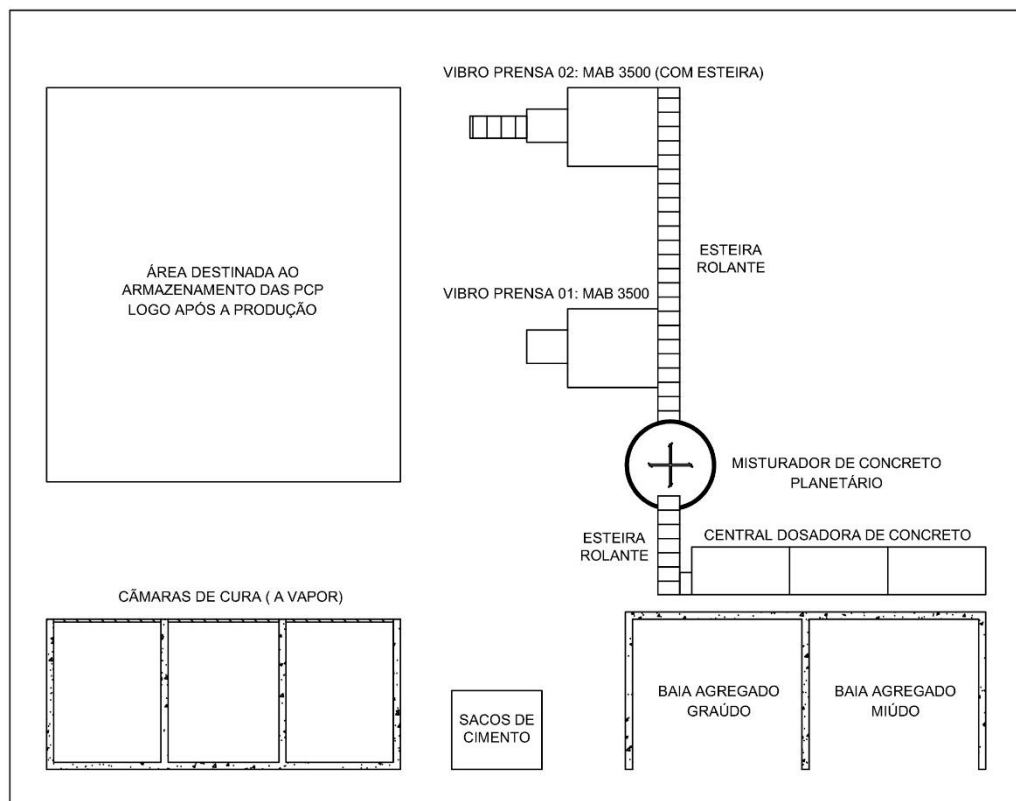 VIBRO PRENSA 02: MAB 3500 (COM ESTEIRA)
ESTEIRA
ROLANTE
ÁREA DESTINADA AO
ARMAZENAMENTO DAS PCP
LOGO APÓS A PRODUÇÃO
VIBRO PRENSA 01: MAB 3500
MISTURADOR DE CONCRETO
PLANETÁRIO
ESTEIRA
ROLANTE
CENTRAL DOSADORA DE CONCRETO
CÃMARAS DE CURA ( A VAPOR)
SACOS DE
CIMENTO
BAIA AGREGADO
GRAÚDO
BAIA AGREGADO
MIÚDO